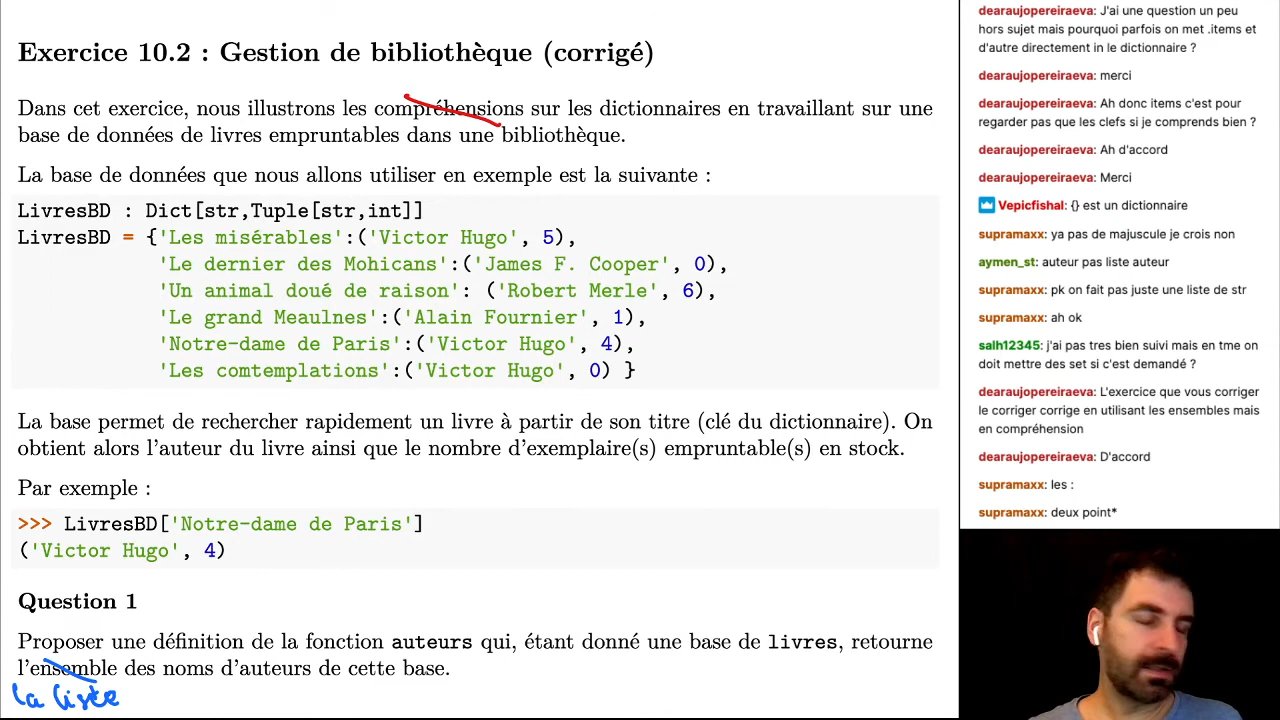 Exercice 10.2 : Gestion de bibliothèque (corrigé)
Dans cet exercice, nous illustrons les compréhensions sur les dictionnaires en travaillant sur une
base de données de livres empruntables dans une bibliothèque.
La base de données que nous allons utiliser en exemple est la suivante :
LivresBD : Dict[str,Tuple[str,int]]
LivresBD = {'Les misérables':('Victor Hugo', 5),
'Le dernier des Mohicans':('James F. Cooper', 0),
'Un animal doué de raison': ('Robert Merle', 6),
'Le grand Meaulnes':('Alain Fournier', 1),
'Notre-dame de Paris':('Victor Hugo', 4),
'Les comtemplations':('Victor Hugo', 0) }
La base permet de rechercher rapidement un livre à partir de son titre (clé du dictionnaire). On
obtient alors l'auteur du livre ainsi que le nombre d'exemplaire(s) empruntable(s) en stock.
Par exemple :
>>> LivresBD['Notre-dame de Paris']
('Victor Hugo', 4)
Question 1
Proposer une définition de la fonction auteurs qui, étant donné une base de livres, retourne
l'ensemble des noms d'auteurs de cette base.
la liste
dearaujopereiraeva: J'ai une question un peu
hors sujet mais pourquoi parfois on met .items et
d'autre directement in le dictionnaire ?
dearaujopereiraeva: merci
dearaujopereiraeva: Ah donc items c'est pour
regarder pas que les clefs si je comprends bien ?
dearaujopereiraeva: Ah d'accord
dearaujopereiraeva: Merci
Vepicfishal: {} est un dictionnaire
supramaxx: ya pas de majuscule je crois non
aymen_st: auteur pas liste auteur
supramaxx: pk on fait pas juste une liste de str
supramaxx: ah ok
salh12345: j'ai pas tres bien suivi mais en tme on
doit mettre des set si c'est demandé ?
dearaujopereiraeva: L'exercice que vous corriger
le corriger corrige en utilisant les ensembles mais
en compréhension
dearaujopereiraeva: D'accord
supramaxx: les :
supramaxx: deux point*